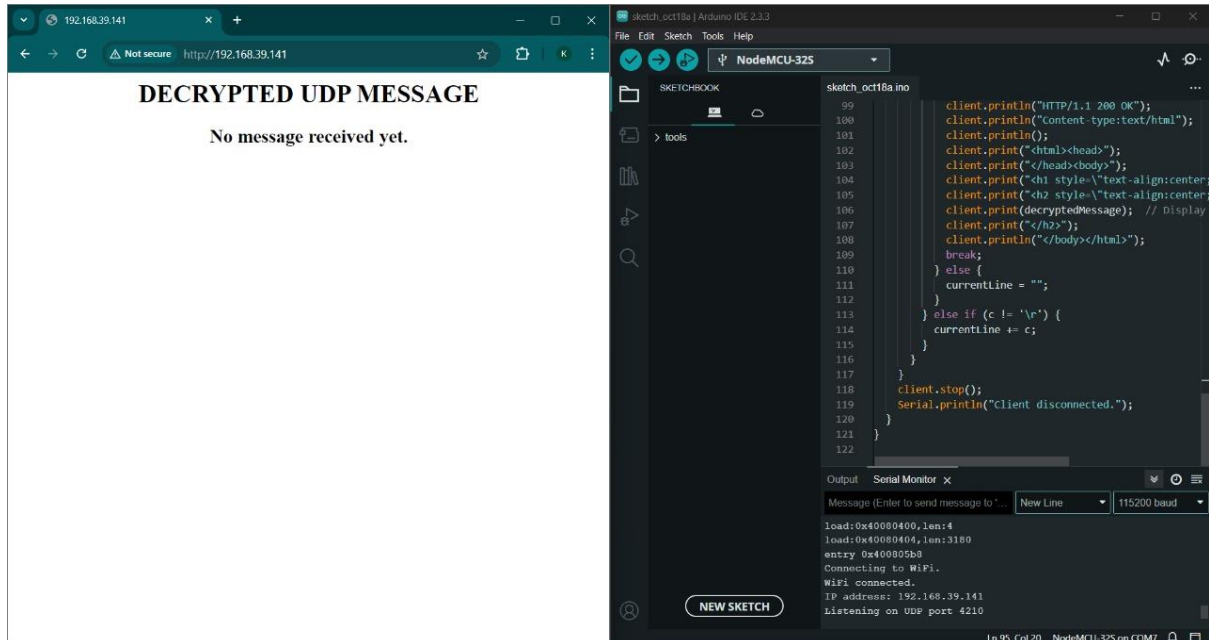 192.168.39.141
Not secure http://192.168.39.141
K
DECRYPTED UDP MESSAGE
No message received yet.
sketch_oct18a | Arduino IDE 2.3.3
File Edit Sketch Tools Help
NodeMCU-32S
SKETCHBOOK
> tools
NEW SKETCH
sketch_oct18a.ino
99 client.println("HTTP/1.1 200 OK");
100 client.println("Content-type:text/html");
101 client.println();
102 client.print("<html><head>");
103 client.print("</head><body>");
104 client.print("<h1 style=\"text-align:center;
105 client.print("<h2 style=\"text-align:center;
106 client.print(decryptedMessage); // Display
107 client.print("</h2>");
108 client.println("</body></html>");
109 break;
110 } else {
111 currentLine = "";
112 }
113 } else if (c != '\r') {
114 currentLine += c;
115 }
116 }
117 }
118 client.stop();
119 Serial.println("Client disconnected.");
120 }
121 }
122
Output Serial Monitor
Message (Enter to send message to '... New Line 115200 baud
load:0x40080400,len:4
load:0x40080404,len:3180
entry 0x400805b8
Connecting to WiFi.
WiFi connected.
IP address: 192.168.39.141
Listening on UDP port 4210
Ln 95, Col 20 NodeMCU-32S on COM7